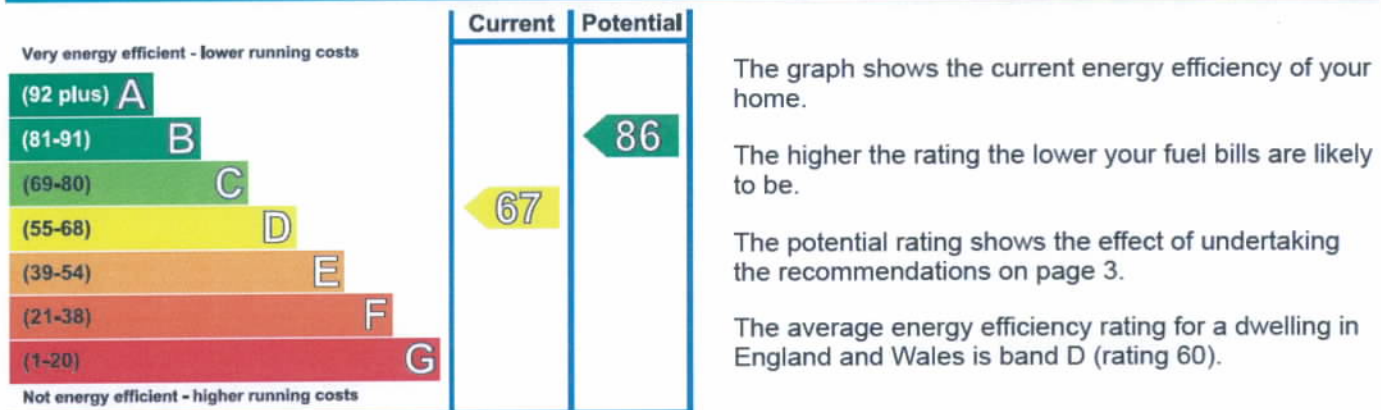 Current Potential
Very energy efficient - lower running costs
(92 plus) A
(81-91) B
(69-80) C
(55-68) D
(39-54) E
(21-38) F
(1-20) G
Not energy efficient - higher running costs
86
67
The graph shows the current energy efficiency of your
home.
The higher the rating the lower your fuel bills are likely
to be.
The potential rating shows the effect of undertaking
the recommendations on page 3.
The average energy efficiency rating for a dwelling in
England and Wales is band D (rating 60).